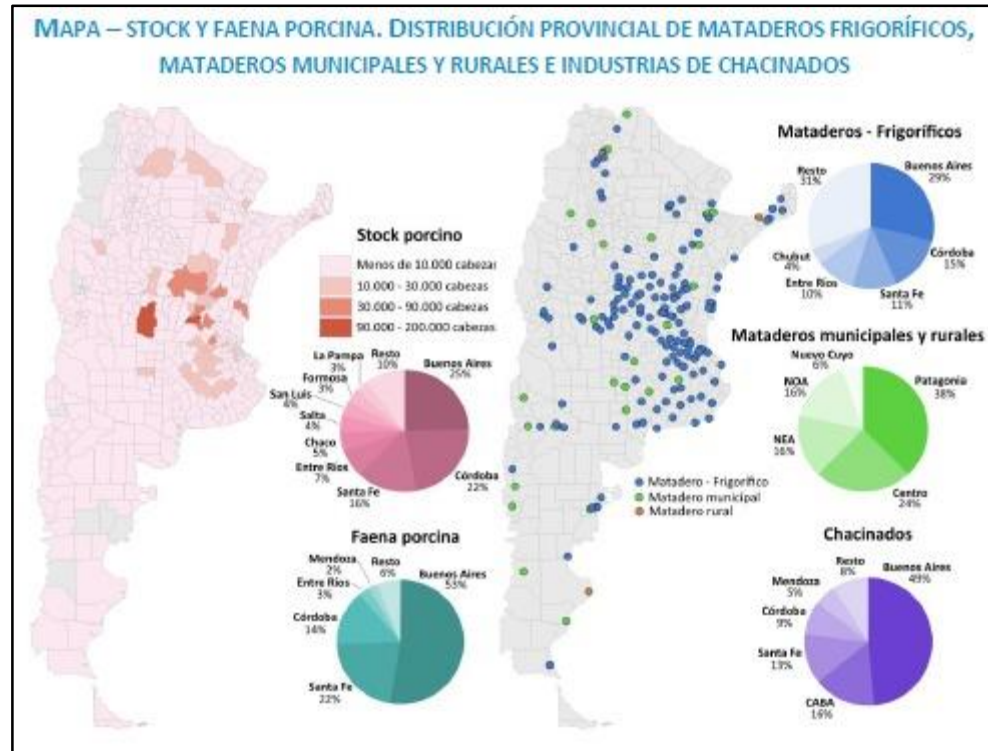 MAPA – STOCK Y FAENA PORCINA. DISTRIBUCIÓN PROVINCIAL DE MATADEROS FRIGORÍFICOS,
MATADEROS MUNICIPALES Y RURALES E INDUSTRIAS DE CHACINADOS
Stock porcino
Menos de 10.000 cabezas
10.000 - 30.000 cabezas
30.000 - 90.000 cabezas
90.000 - 200.000 cabezas
Buenos Aires
25%
Córdoba
22%
Santa Fe
16%
Entre Ríos
7%
Chaco
5%
Salta
4%
San Luis
4%
Formosa
3%
La Pampa
3%
Resto
10%
Faena porcina
Buenos Aires
53%
Santa Fe
22%
Córdoba
14%
Entre Ríos
3%
Mendoza
2%
Resto
6%
Matadero - Frigorífico
Matadero municipal
Matadero rural
Mataderos - Frigoríficos
Buenos Aires
29%
Córdoba
15%
Santa Fe
11%
Entre Ríos
10%
Chubut
4%
Resto
31%
Mataderos municipales y rurales
Patagonia
38%
Centro
24%
NEA
16%
NOA
16%
Nuevo Cuyo
6%
Chacinados
Buenos Aires
49%
CABA
16%
Santa Fe
13%
Córdoba
9%
Mendoza
5%
Resto
8%